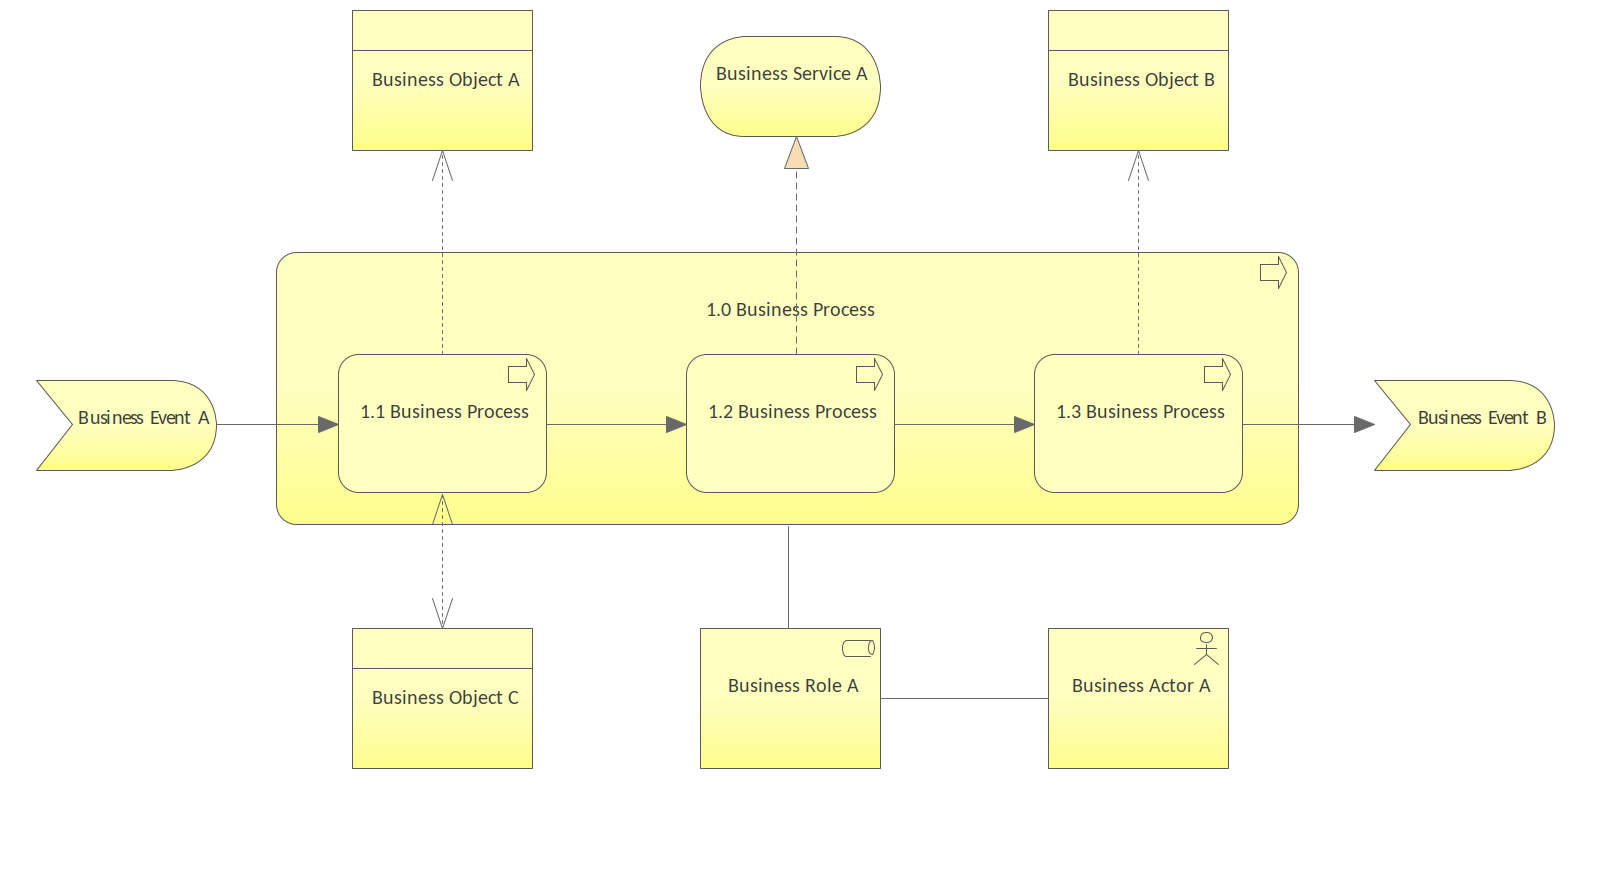 Business Object A
Business Service A
Business Object B
1.0 Business Process
Business Event A
1.1 Business Process
1.2 Business Process
1.3 Business Process
Business Event B
Business Object C
Business Role A
Business Actor A